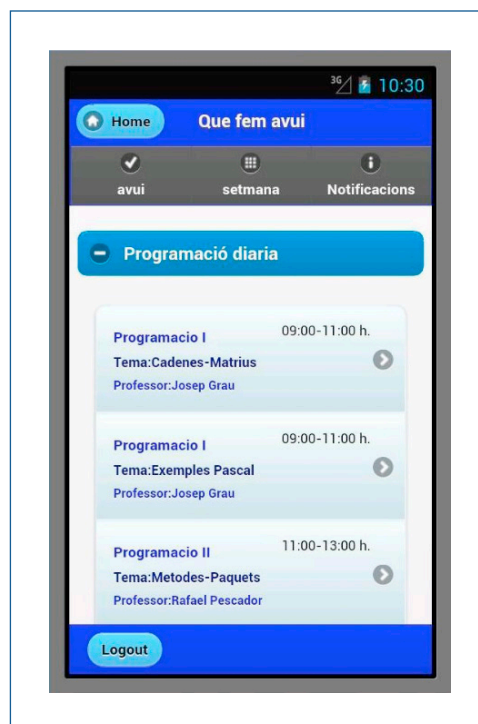 3G 10:30
Home Que fem avui
avui setmana Notificacions
Programació diaria
Programacio I 09:00-11:00 h.
Tema:Cadenes-Matrius
Professor:Josep Grau
Programacio I 09:00-11:00 h.
Tema:Exemples Pascal
Professor:Josep Grau
Programacio II 11:00-13:00 h.
Tema:Metodes-Paquets
Professor:Rafael Pescador
Logout